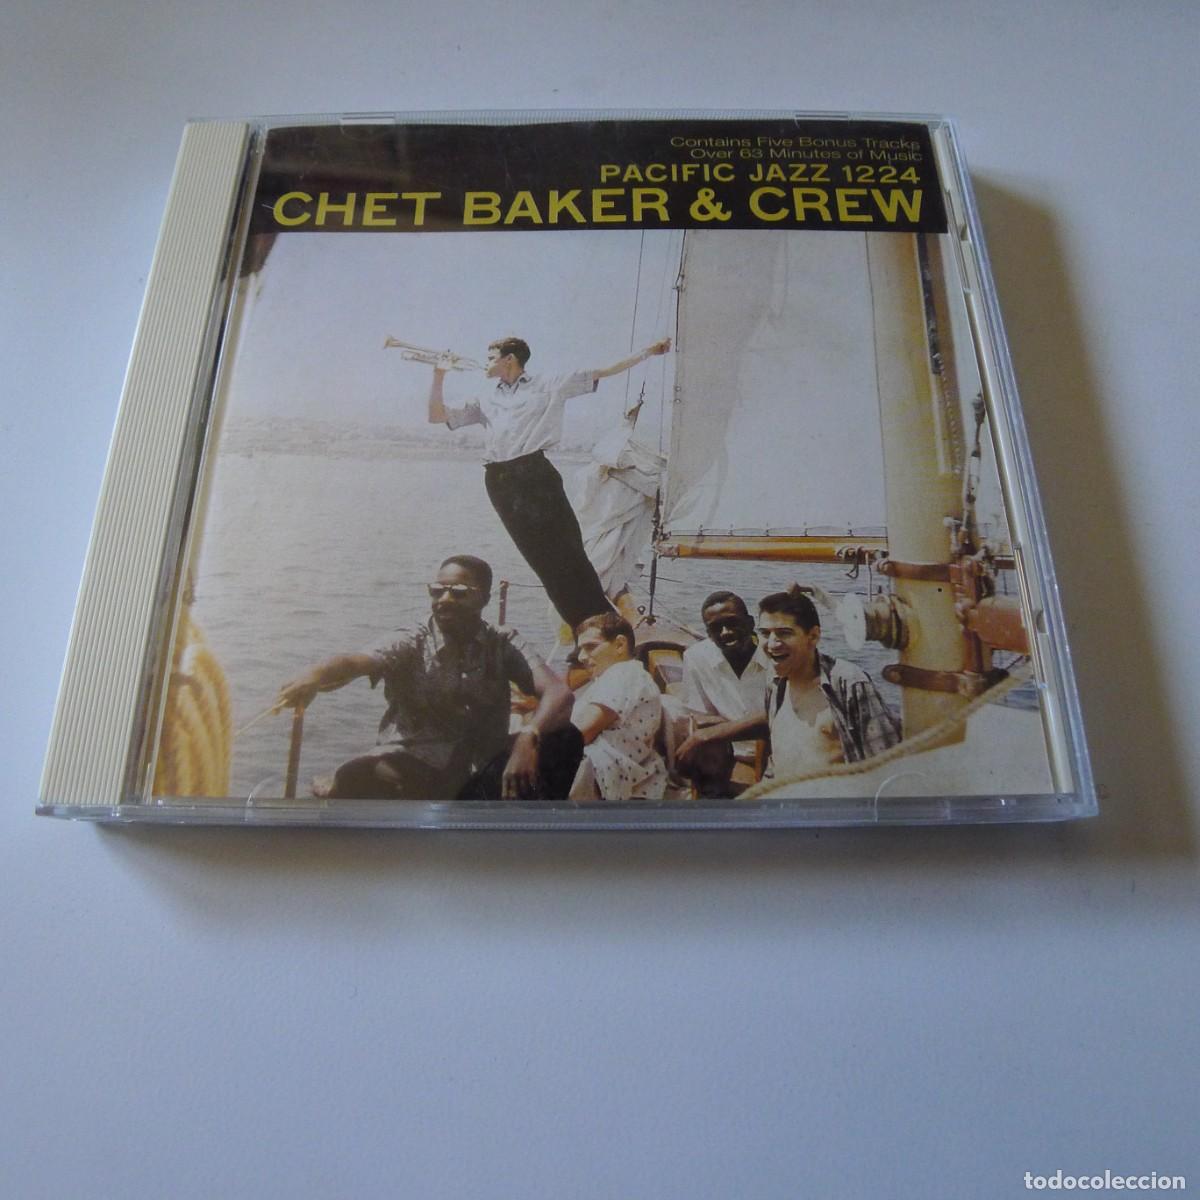 Contains Five Bonus Tracks
Over 63 Minutes of Music
PACIFIC JAZZ 1224
CHET BAKER & CREW
todocoleccion